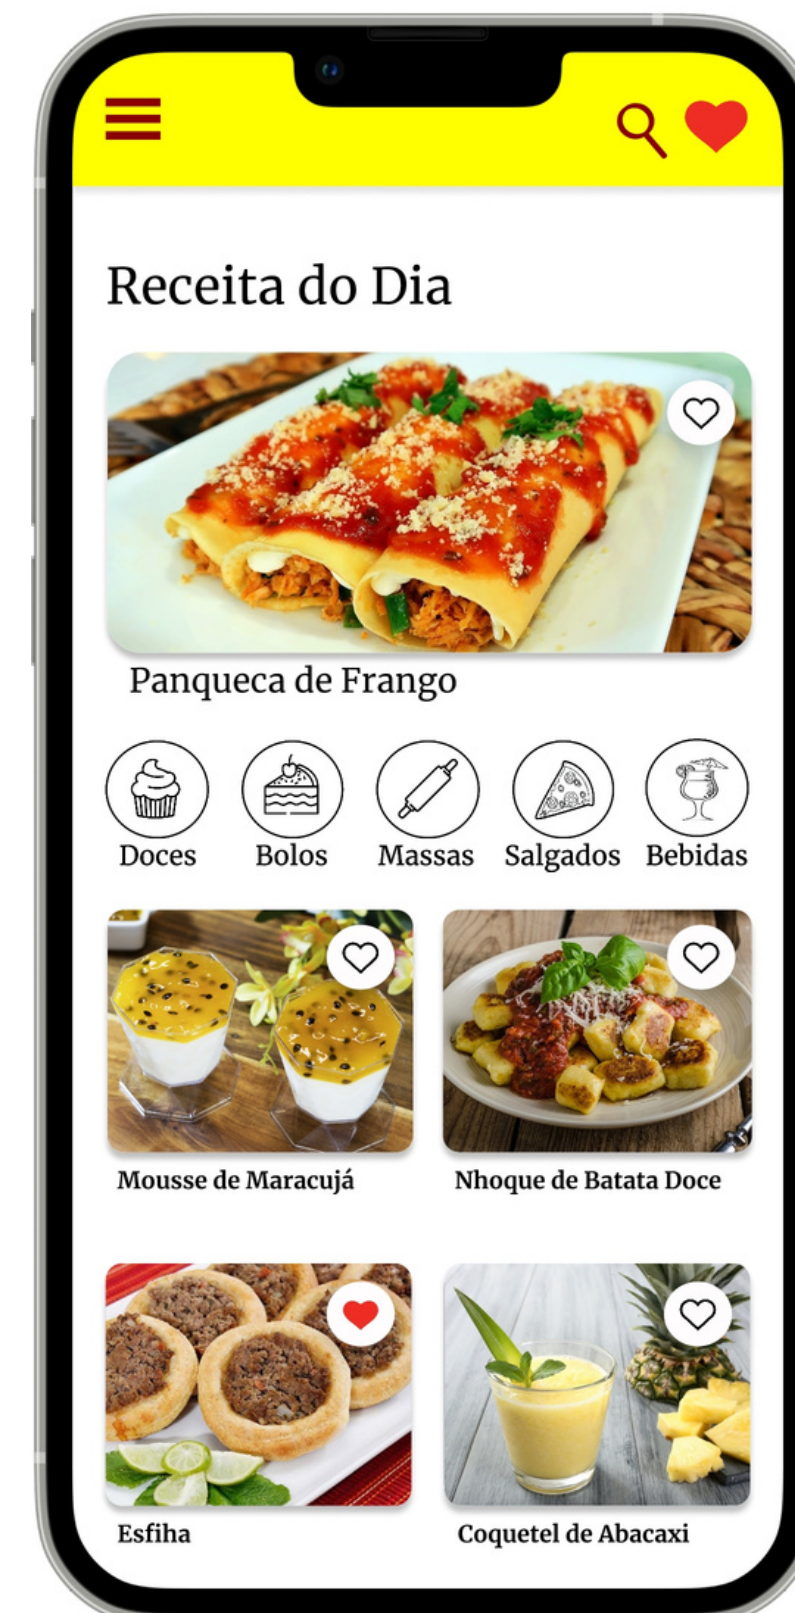 Receita do Dia
Panqueca de Frango
Doces Bolos Massas Salgados Bebidas
Mousse de Maracujá Nhoque de Batata Doce
Esfiha Coquetel de Abacaxi